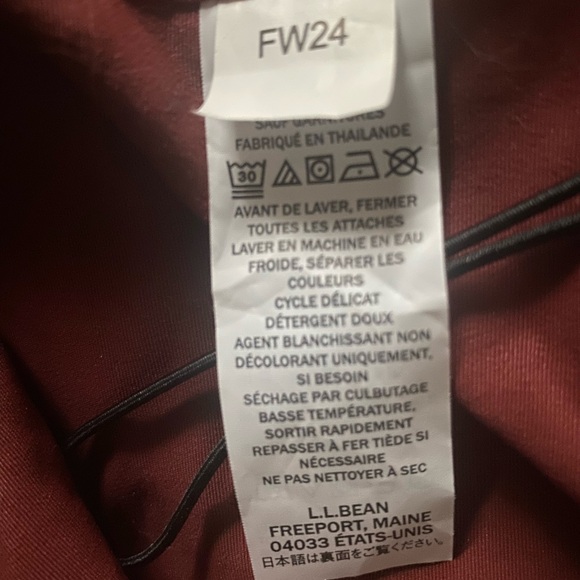 FW24
SAUF GARNITURES
FABRIQUÉ EN THAILANDE
30
AVANT DE LAVER, FERMER
TOUTES LES ATTACHES
LAVER EN MACHINE EN EAU
FROIDE, SÉPARER LES
COULEURS
CYCLE DÉLICAT
DÉTERGENT DOUX
AGENT BLANCHISSANT NON
DÉCOLORANT UNIQUEMENT,
SI BESOIN
SÉCHAGE PAR CULBUTAGE
BASSE TEMPÉRATURE,
SORTIR RAPIDEMENT
REPASSER À FER TIÈDE SI
NÉCESSAIRE
NE PAS NETTOYER À SEC
L.L.BEAN
FREEPORT, MAINE
04033 ÉTATS-UNIS
日本語は裏面をご覧ください。